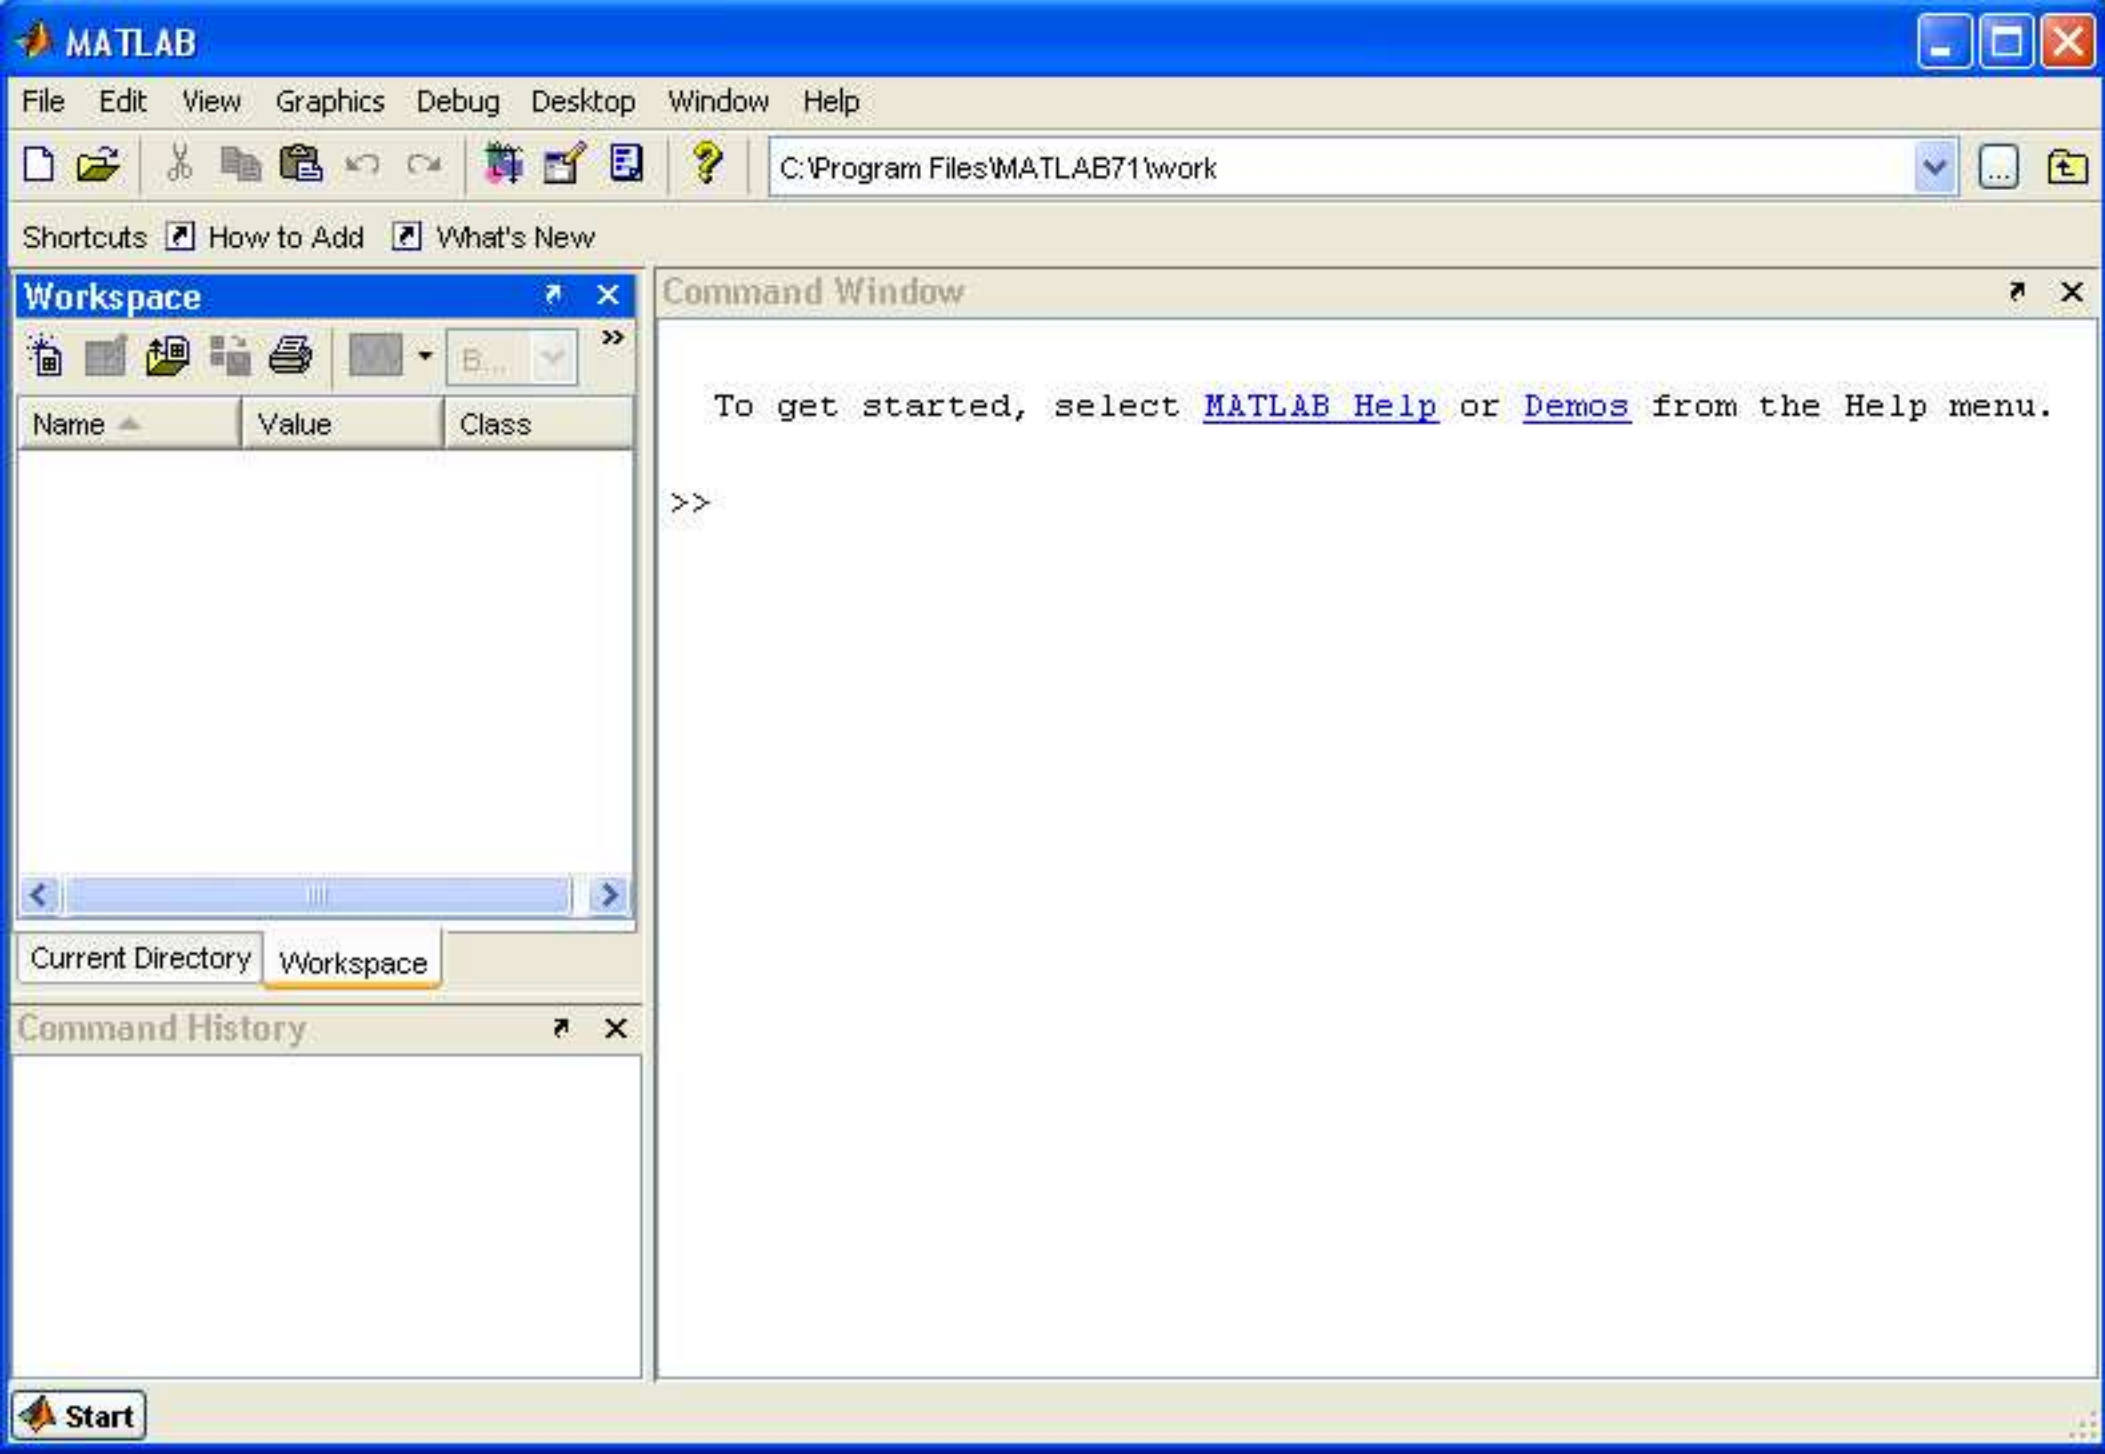 MATLAB
File Edit View Graphics Debug Desktop Window Help
C:\Program Files\MATLAB71\work
...
Shortcuts How to Add What's New
Workspace
B...
Name Value Class
Current Directory Workspace
Command History
Command Window
To get started, select MATLAB Help or Demos from the Help menu.
>>
Start